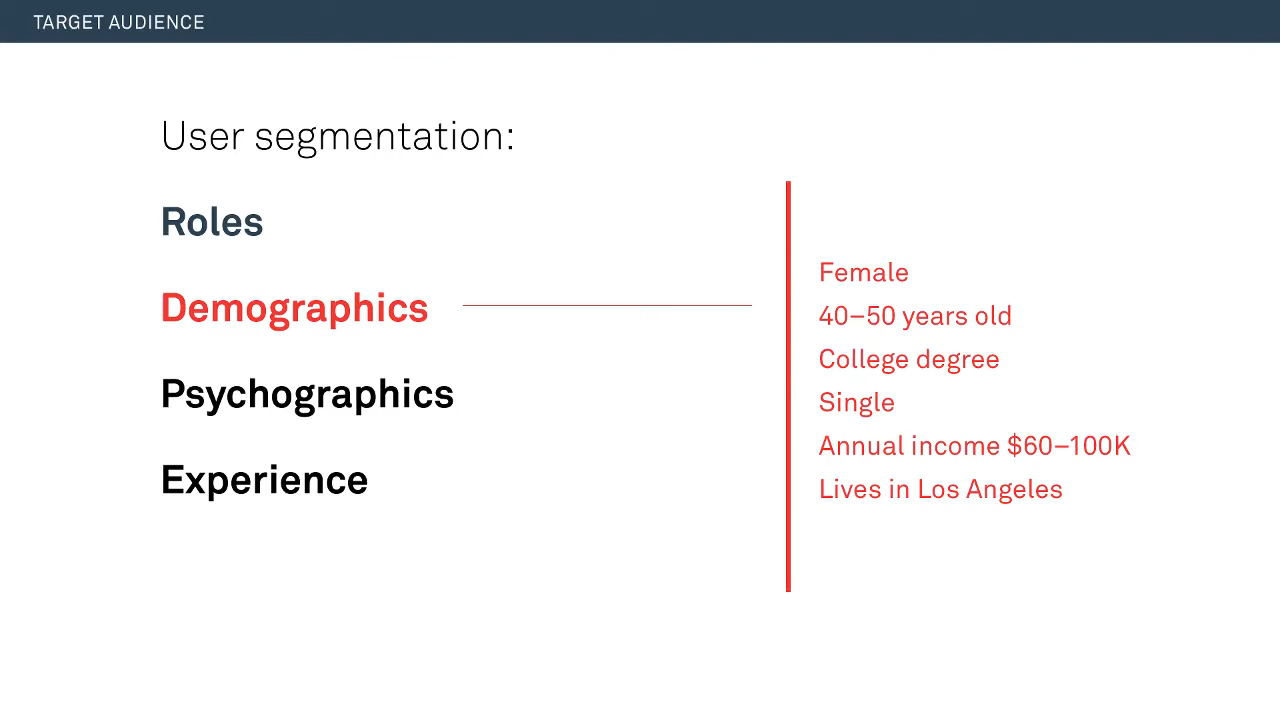 TARGET AUDIENCE
User segmentation:
Roles
Demographics
Psychographics
Experience
Female
40–50 years old
College degree
Single
Annual income $60–100K
Lives in Los Angeles